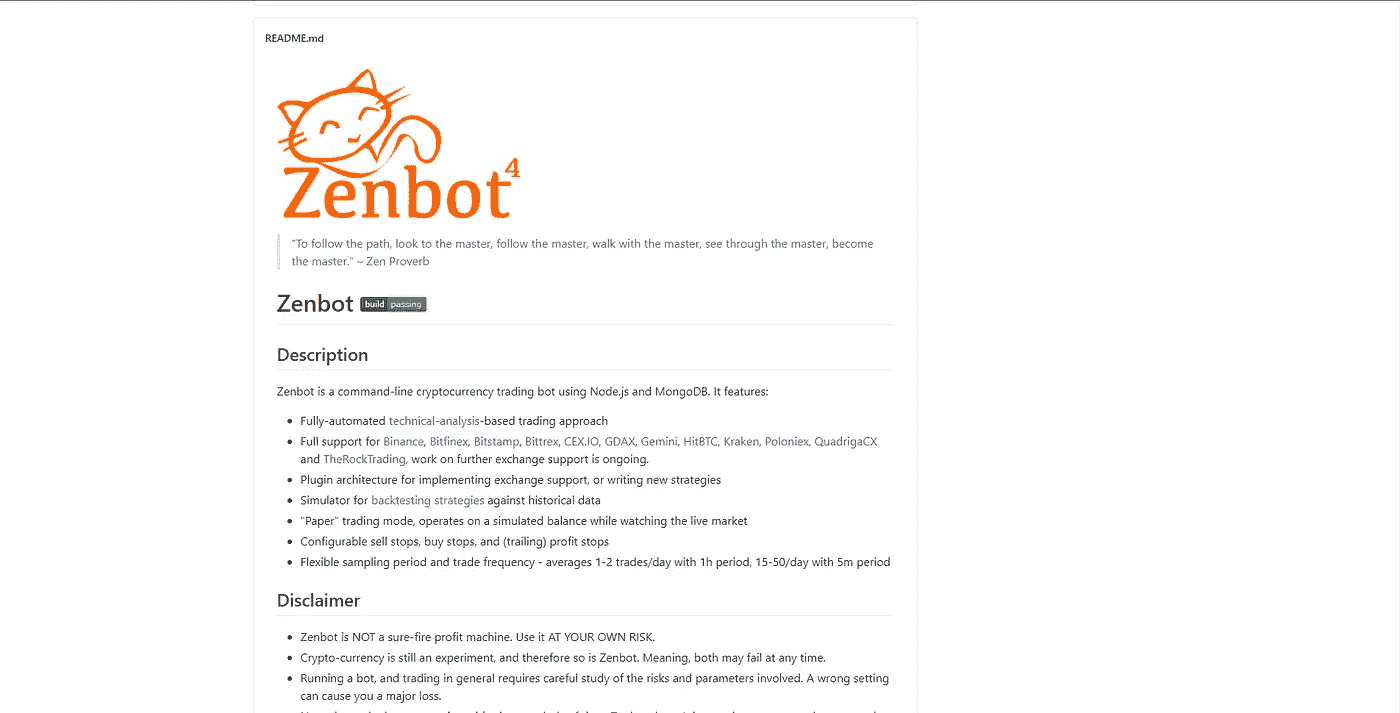 README.md
Zenbot 4
"To follow the path, look to the master, follow the master, walk with the master, see through the master, become
the master." – Zen Proverb
Zenbot build passing
Description
Zenbot is a command-line cryptocurrency trading bot using Node.js and MongoDB. It features:
Fully-automated technical-analysis-based trading approach
Full support for Binance, Bitfinex, Bitstamp, Bittrex, CEX.IO, GDAX, Gemini, HitBTC, Kraken, Poloniex, QuadrigaCX
and TheRockTrading, work on further exchange support is ongoing.
Plugin architecture for implementing exchange support, or writing new strategies
Simulator for backtesting strategies against historical data
"Paper" trading mode, operates on a simulated balance while watching the live market
Configurable sell stops, buy stops, and (trailing) profit stops
Flexible sampling period and trade frequency - averages 1-2 trades/day with 1h period, 15-50/day with 5m period
Disclaimer
Zenbot is NOT a sure-fire profit machine. Use it AT YOUR OWN RISK.
Crypto-currency is still an experiment, and therefore so is Zenbot. Meaning, both may fail at any time.
Running a bot, and trading in general requires careful study of the risks and parameters involved. A wrong setting
can cause you a major loss.